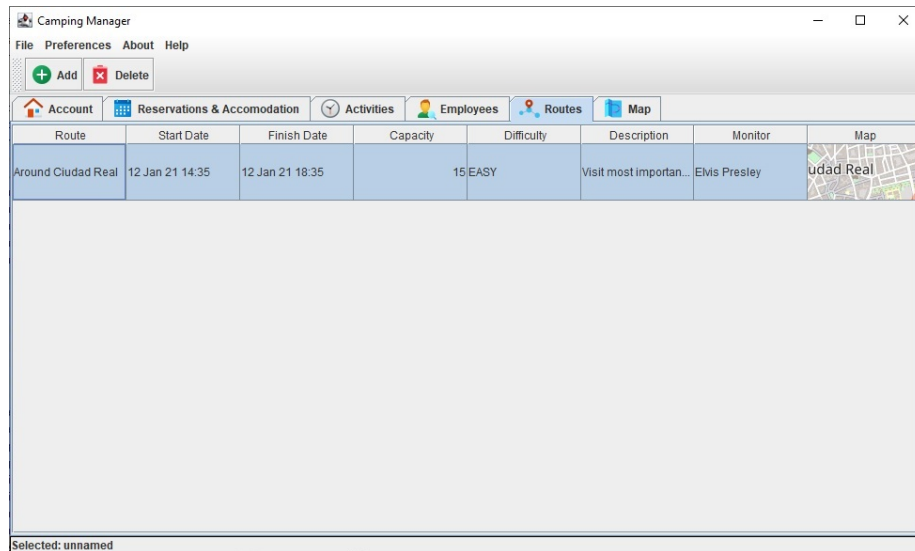 Camping Manager
File Preferences About Help
Add Delete
Account Reservations & Accomodation Activities Employees Routes Map
Route Start Date Finish Date Capacity Difficulty Description Monitor Map
Around Ciudad Real 12 Jan 21 14:35 12 Jan 21 18:35 15 EASY Visit most importan... Elvis Presley udad Real
Selected: unnamed